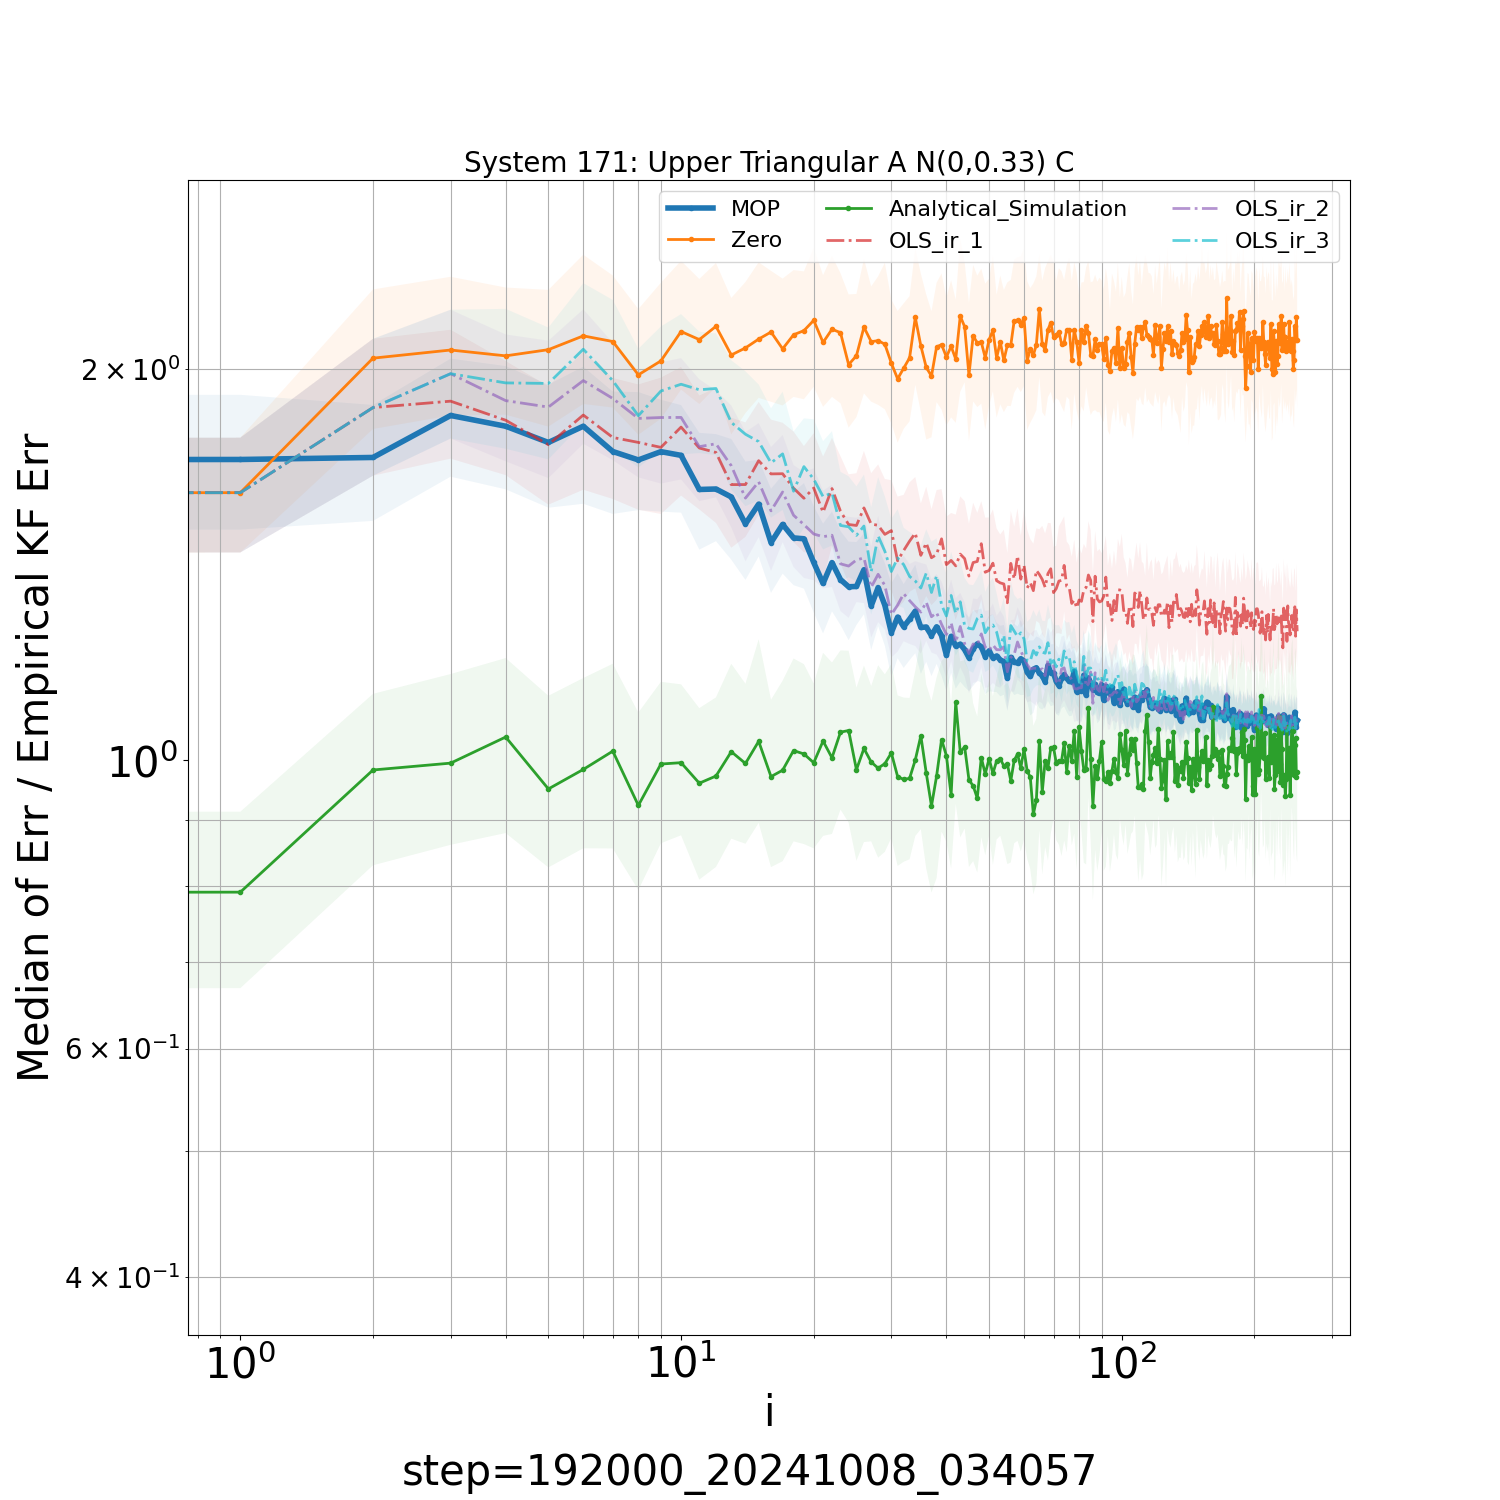 System 171: Upper Triangular A N(0,0.33) C
MOP
Zero
Analytical_Simulation
OLS_ir_1
OLS_ir_2
OLS_ir_3
Median of Err / Empirical KF Err
2 × 10⁰
10⁰
6 × 10⁻¹
4 × 10⁻¹
10⁰ 10¹ 10²
i
step=192000_20241008_034057